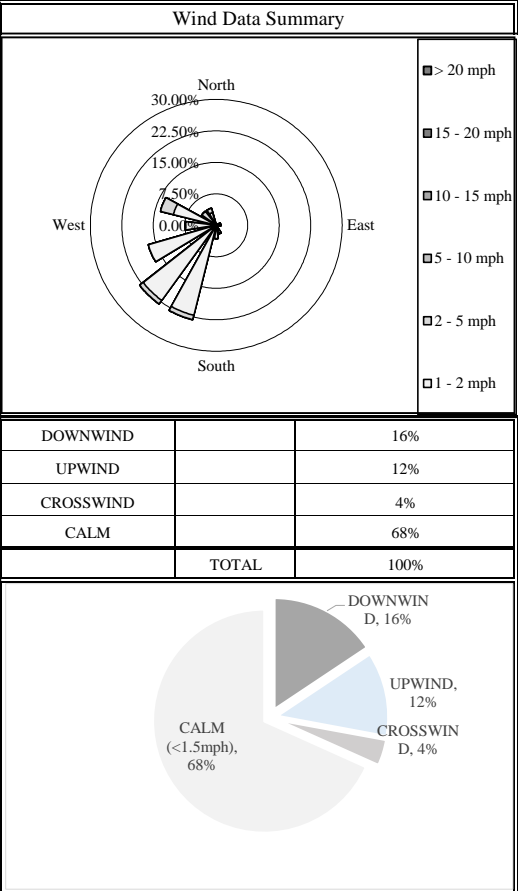 Wind Data Summary
North
30.00%
22.50%
15.00%
7.50%
0.00%
West
East
South
> 20 mph
15 - 20 mph
10 - 15 mph
5 - 10 mph
2 - 5 mph
1 - 2 mph
DOWNWIND 16%
UPWIND 12%
CROSSWIND 4%
CALM 68%
TOTAL 100%
DOWNWIN
D, 16%
UPWIND,
12%
CROSSWIN
D, 4%
CALM
(<1.5mph),
68%